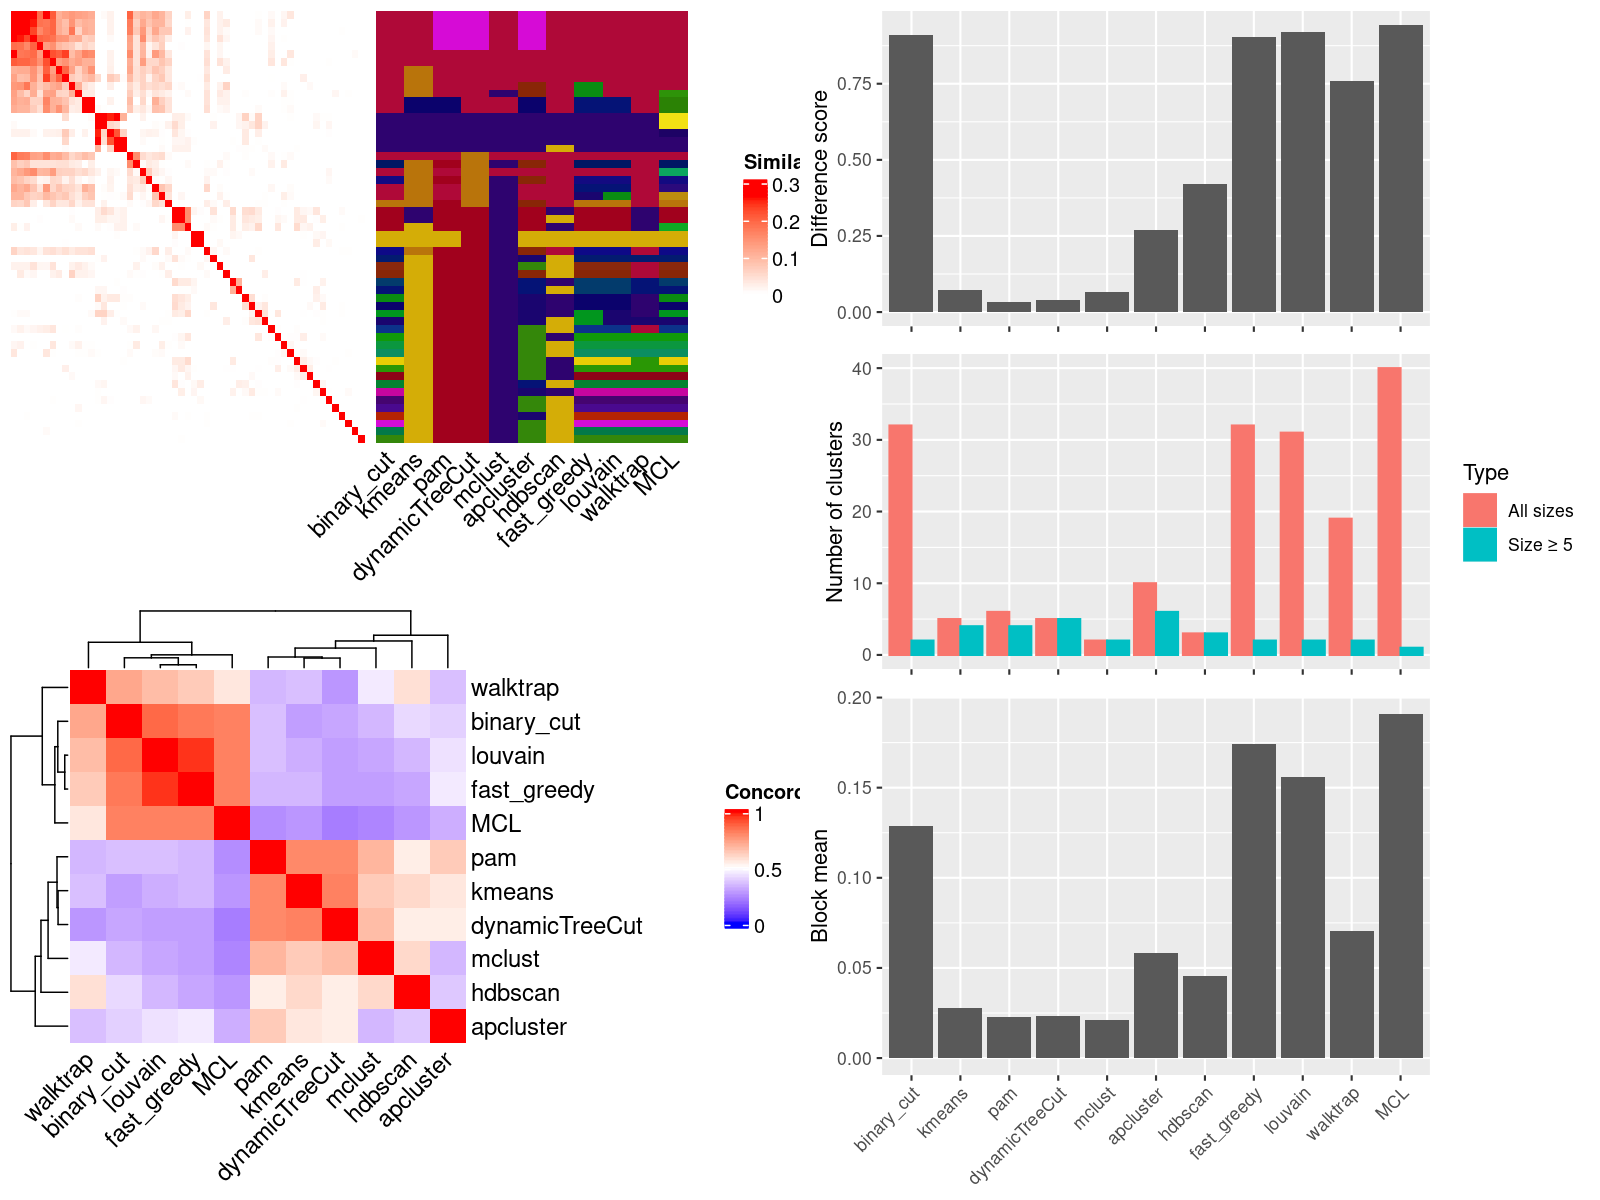 Simila
0.3
0.2
0.1
0
binary_cut
kmeans
pam
dynamicTreeCut
mclust
apcluster
hdbscan
fast_greedy
louvain
walktrap
MCL
walktrap
binary_cut
louvain
fast_greedy
MCL
pam
kmeans
dynamicTreeCut
mclust
hdbscan
apcluster
Concord
1
0.5
0
walktrap
binary_cut
louvain
fast_greedy
MCL
pam
kmeans
dynamicTreeCut
mclust
hdbscan
apcluster
Difference score
0.75
0.50
0.25
0.00
Number of clusters
40
30
20
10
0
Type
All sizes
Size ≥ 5
Block mean
0.20
0.15
0.10
0.05
0.00
binary_cut
kmeans
pam
dynamicTreeCut
mclust
apcluster
hdbscan
fast_greedy
louvain
walktrap
MCL